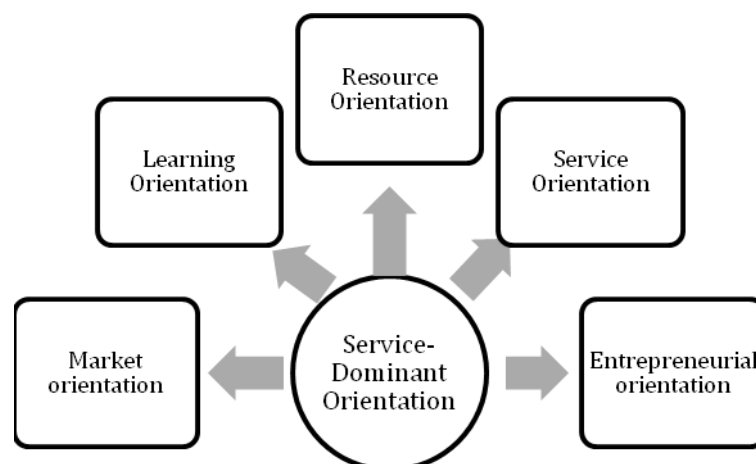 Resource
Orientation
Learning
Orientation
Service
Orientation
Market
orientation
Service-
Dominant
Orientation
Entrepreneurial
orientation